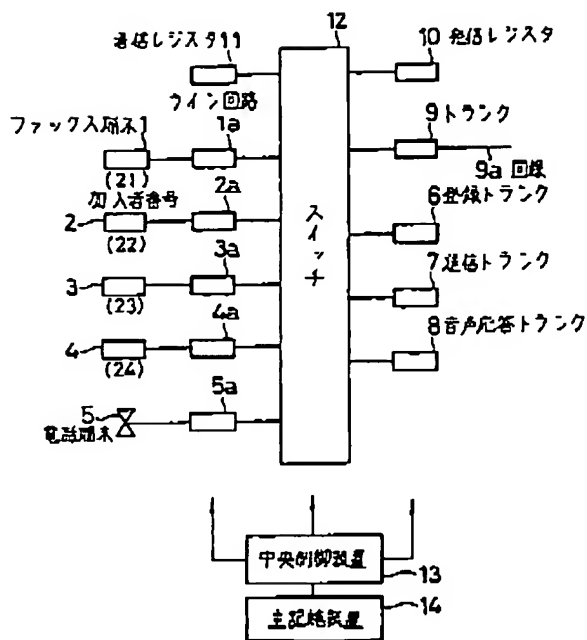 12
送信レジスタ11
10 発信レジスタ
ライン回路
ファックス端末1
1a
9 トランク
(21)
9a 回線
加入者番号
2
2a
(22)
6 登録トランク
スイッチ
3
3a
(23)
7 送信トランク
4
4a
(24)
8 音声応答トランク
5
5a
電話端末
中央制御装置
13
主記憶装置
14